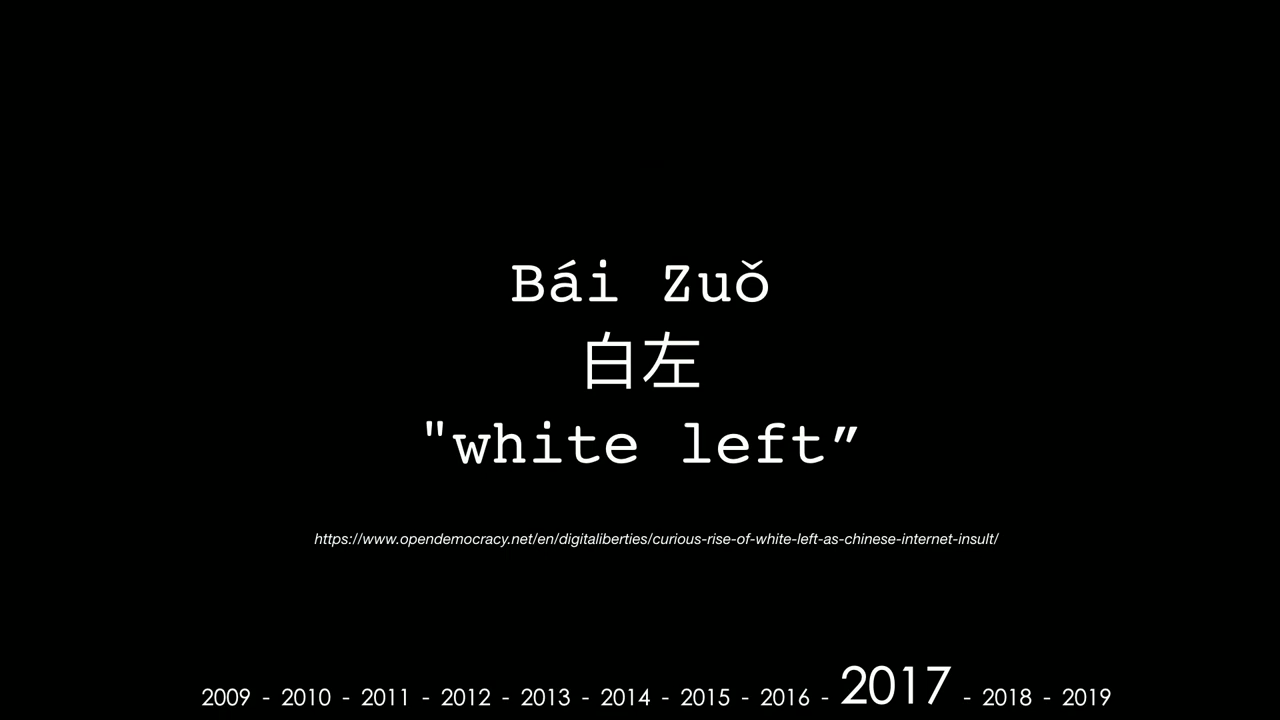 Bái Zuǒ
白左
"white left”
https://www.opendemocracy.net/en/digitaliberties/curious-rise-of-white-left-as-chinese-internet-insult/
2009 - 2010 - 2011 - 2012 - 2013 - 2014 - 2015 - 2016 - 2017 - 2018 - 2019